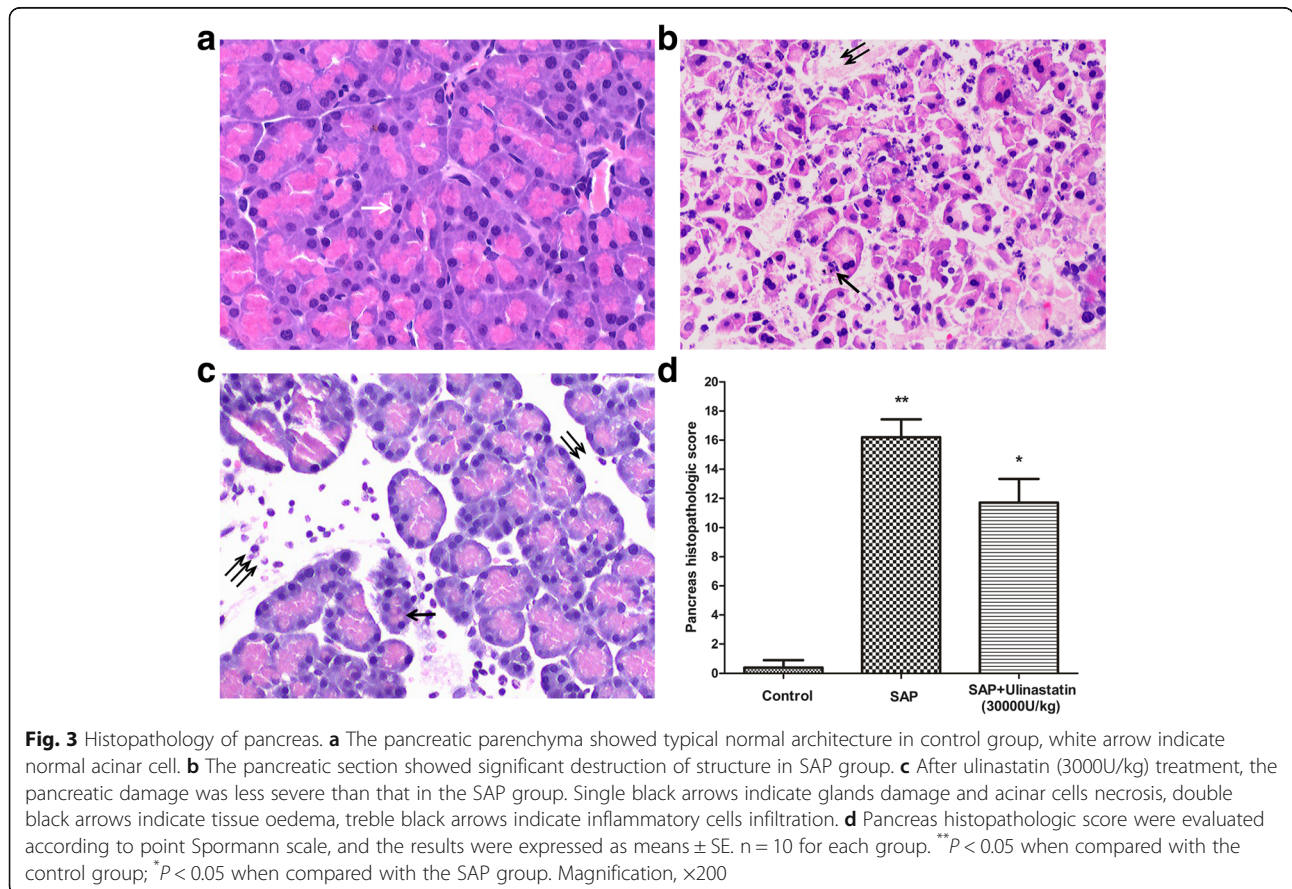 a
b
c
d
20
18
16
14
12
10
8
6
4
2
0
Pancreas histopathologic score
**
*
Control
SAP
SAP+Ulinastatin
(30000U/kg)
Fig. 3 Histopathology of pancreas. a The pancreatic parenchyma showed typical normal architecture in control group, white arrow indicate
normal acinar cell. b The pancreatic section showed significant destruction of structure in SAP group. c After ulinastatin (3000U/kg) treatment, the
pancreatic damage was less severe than that in the SAP group. Single black arrows indicate glands damage and acinar cells necrosis, double
black arrows indicate tissue oedema, treble black arrows indicate inflammatory cells infiltration. d Pancreas histopathologic score were evaluated
according to point Spormann scale, and the results were expressed as means ± SE. n = 10 for each group. **P < 0.05 when compared with the
control group; *P < 0.05 when compared with the SAP group. Magnification, ×200